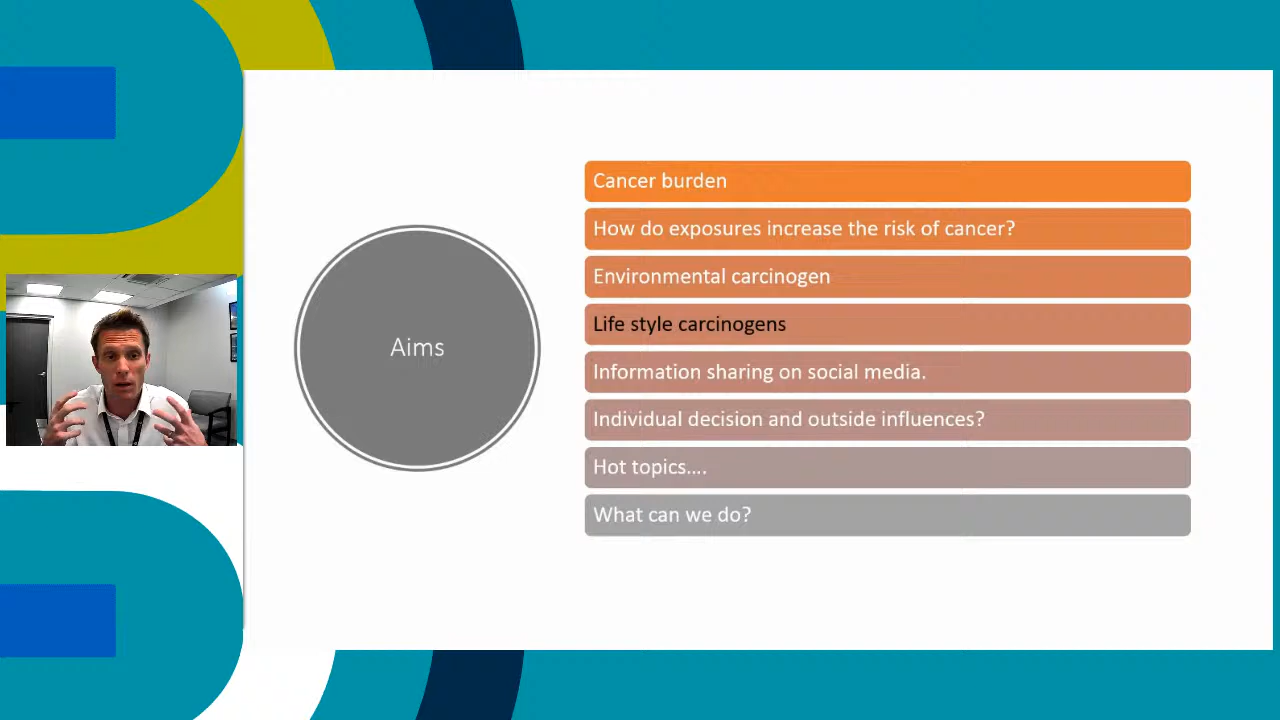 Aims
Cancer burden
How do exposures increase the risk of cancer?
Environmental carcinogen
Life style carcinogens
Information sharing on social media.
Individual decision and outside influences?
Hot topics....
What can we do?